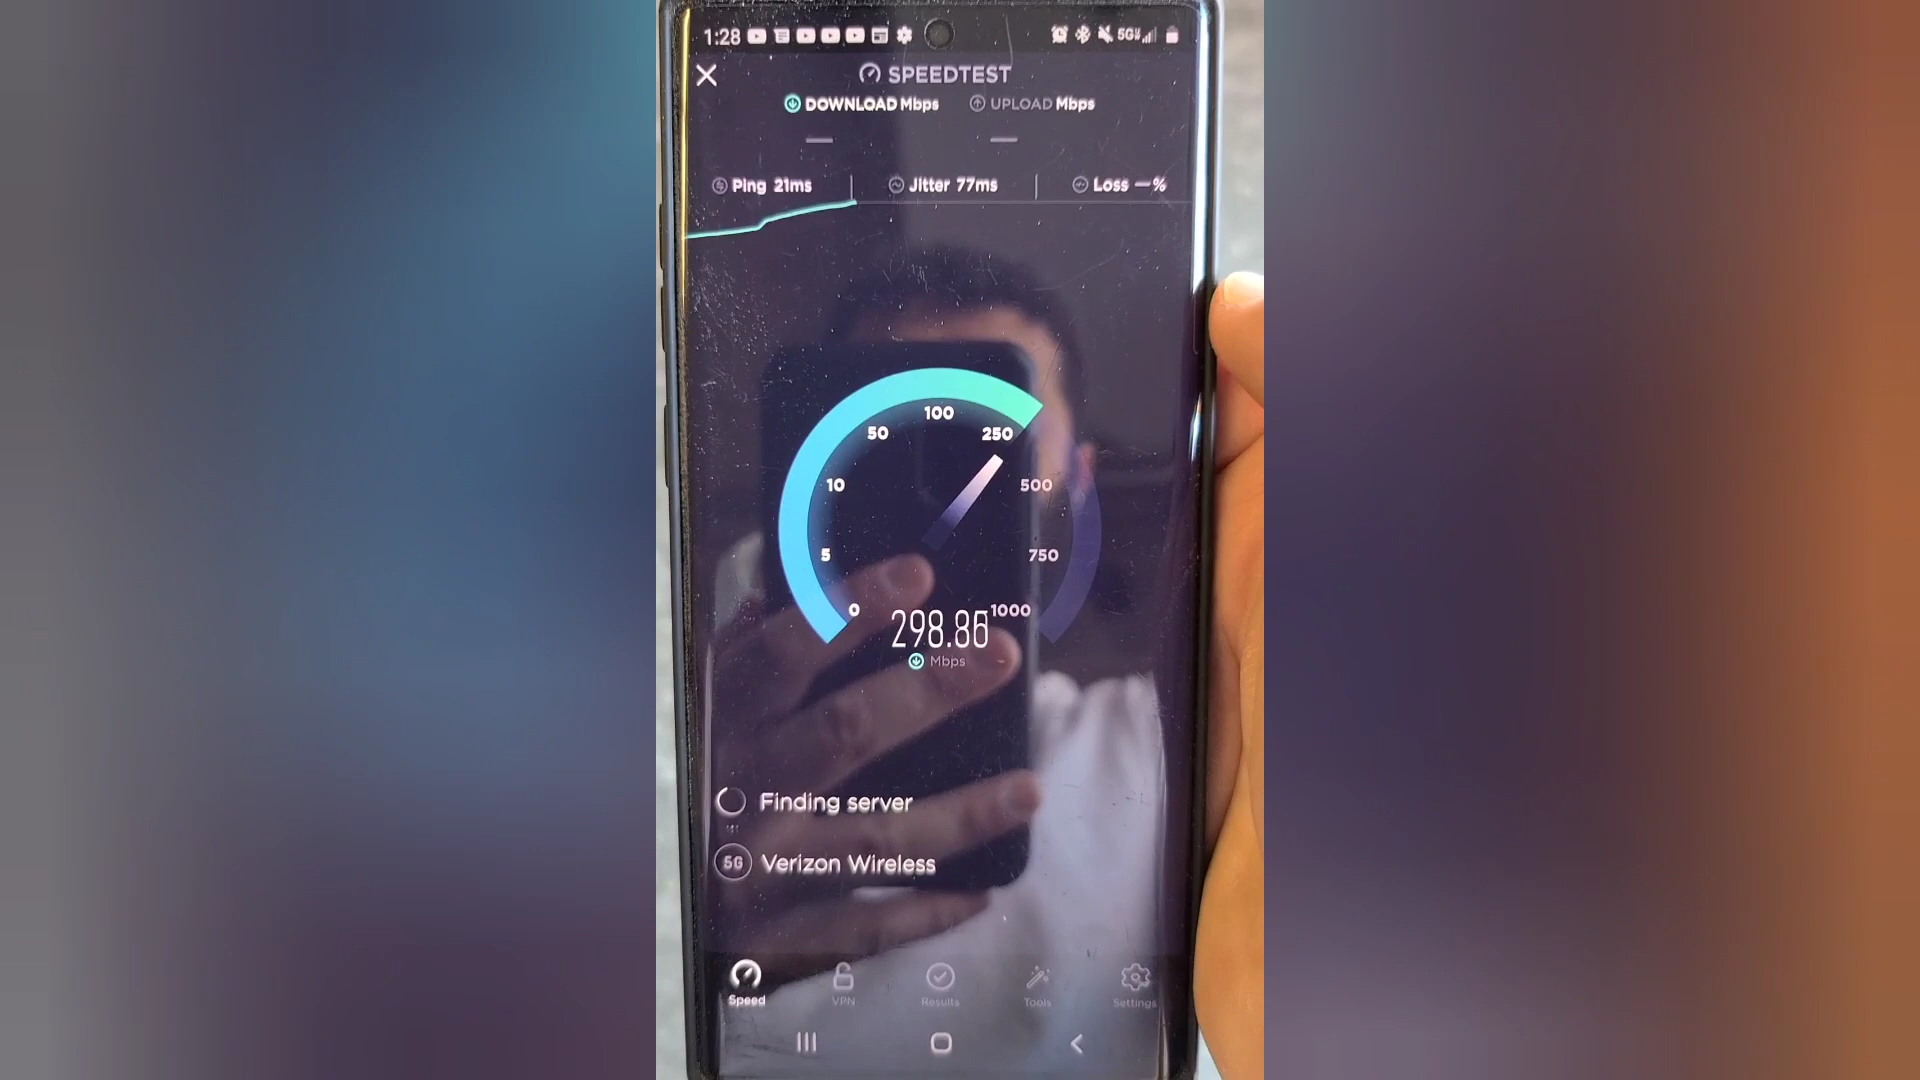 1:28 5G
SPEEDTEST
DOWNLOAD Mbps UPLOAD Mbps
Ping 21ms Jitter 77ms Loss —%
100
50 250
10 500
5 750
0 1000
298.86
Mbps
Finding server
5G Verizon Wireless
Speed VPN Results Tools Settings